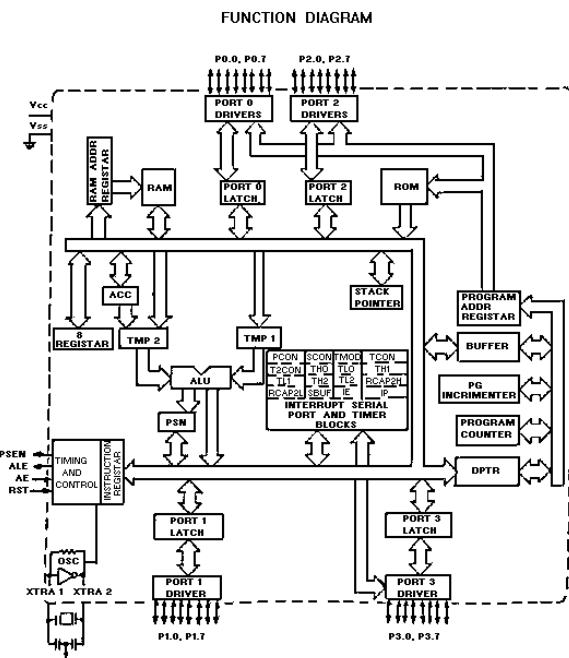 FUNCTION DIAGRAM
P0.0, P0.7
P2.0, P2.7
Vcc
Vss
PORT 0
DRIVERS
PORT 2
DRIVERS
RAM ADDR
REGISTAR
RAM
PORT 0
LATCH
PORT 2
LATCH
ROM
ACC
STACK
POINTER
PROGRAM
ADDR
REGISTAR
8
REGISTAR
TMP 2
TMP 1
BUFFER
ALU
PCON SCON TMOD TCON
T2CON TH0 TLO TH1
TL1 TH2 TL2 RCAP2H
RCAP2L SBUF IE IP
INTERRUPT SERIAL
PORT AND TIMER
BLOCKS
PG
INCRIMENTER
PSN
PROGRAM
COUNTER
PSEN
ALE
AE
RST
TIMING
AND
CONTROL
INSTRUCTION
REGISTAR
DPTR
PORT 1
LATCH
PORT 3
LATCH
OSC
XTRA 1 XTRA 2
PORT 1
DRIVER
PORT 3
DRIVER
P1.0, P1.7
P3.0, P3.7